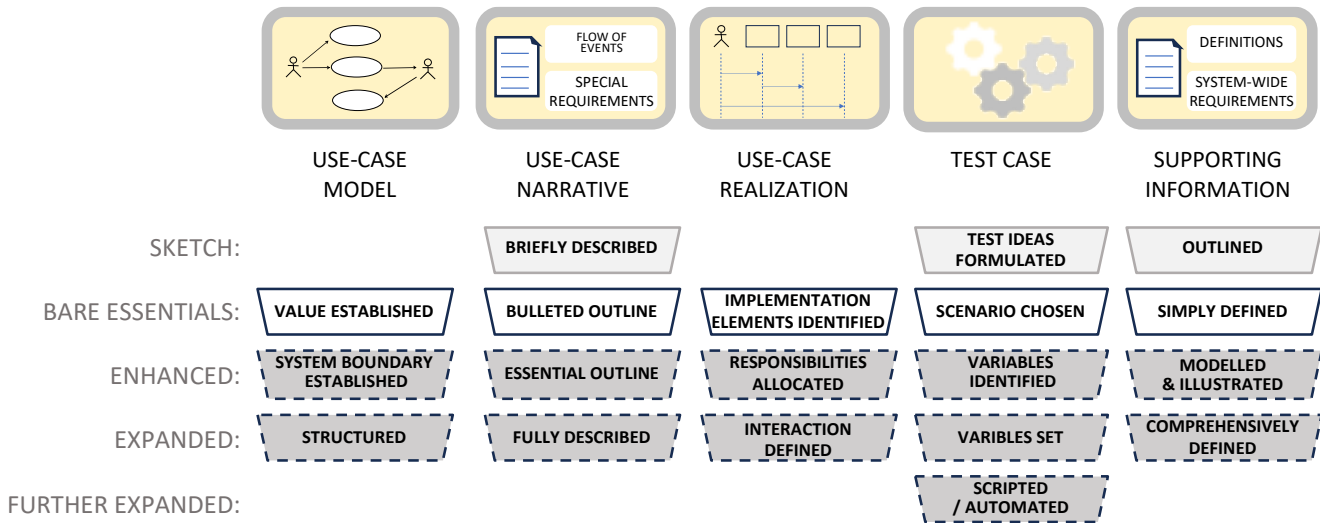 FLOW OF
EVENTS
SPECIAL
REQUIREMENTS
DEFINITIONS
SYSTEM-WIDE
REQUIREMENTS
USE-CASE
MODEL
USE-CASE
NARRATIVE
USE-CASE
REALIZATION
TEST CASE
SUPPORTING
INFORMATION
SKETCH:
BRIEFLY DESCRIBED
TEST IDEAS
FORMULATED
OUTLINED
BARE ESSENTIALS:
VALUE ESTABLISHED
BULLETED OUTLINE
IMPLEMENTATION
ELEMENTS IDENTIFIED
SCENARIO CHOSEN
SIMPLY DEFINED
ENHANCED:
SYSTEM BOUNDARY
ESTABLISHED
ESSENTIAL OUTLINE
RESPONSIBILITIES
ALLOCATED
VARIABLES
IDENTIFIED
MODELLED
& ILLUSTRATED
EXPANDED:
STRUCTURED
FULLY DESCRIBED
INTERACTION
DEFINED
VARIBLES SET
COMPREHENSIVELY
DEFINED
FURTHER EXPANDED:
SCRIPTED
/ AUTOMATED